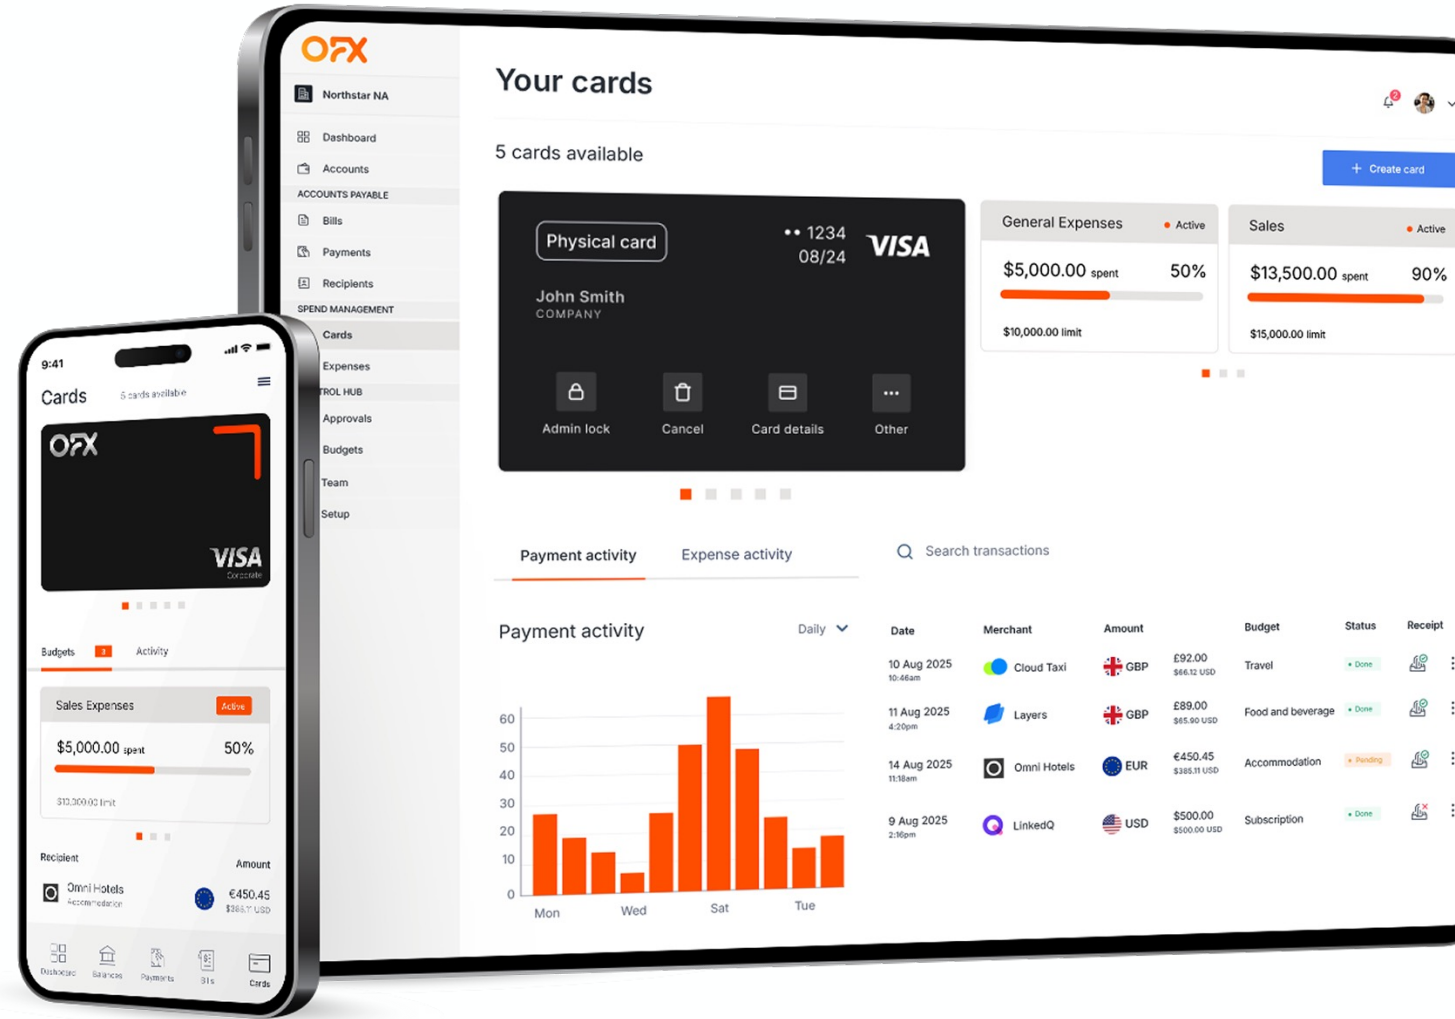 OFX
Northstar NA
Dashboard
Accounts
ACCOUNTS PAYABLE
Bills
Payments
Recipients
SPEND MANAGEMENT
Cards
Expenses
TROL HUB
Approvals
Budgets
Team
Setup
Your cards
2
5 cards available
+ Create card
Physical card
•• 1234
08/24
VISA
John Smith
COMPANY
Admin lock
Cancel
Card details
Other
General Expenses
Active
$5,000.00 spent
50%
$10,000.00 limit
Sales
Active
$13,500.00 spent
90%
$15,000.00 limit
Payment activity
Expense activity
Search transactions
Payment activity
Daily
60
50
40
30
20
10
0
Mon
Wed
Sat
Tue
Date Merchant Amount Budget Status Receipt
10 Aug 2025 Cloud Taxi GBP £92.00 Travel Done
10:46am $66.12 USD
11 Aug 2025 Layers GBP £89.00 Food and beverage Done
4:20pm $65.90 USD
14 Aug 2025 Omni Hotels EUR €450.45 Accommodation Pending
11:18am $385.11 USD
9 Aug 2025 LinkedQ USD $500.00 Subscription Done
2:16pm $500.00 USD
9:41
Cards
5 cards available
OFX
VISA
Corporate
Budgets
Activity
Sales Expenses
Active
$5,000.00 spent
50%
$10,000.00 limit
Recipient
Amount
Omni Hotels
€450.45
Accommodation
USD
Dashboard
Balances
Payments
Bills
Cards